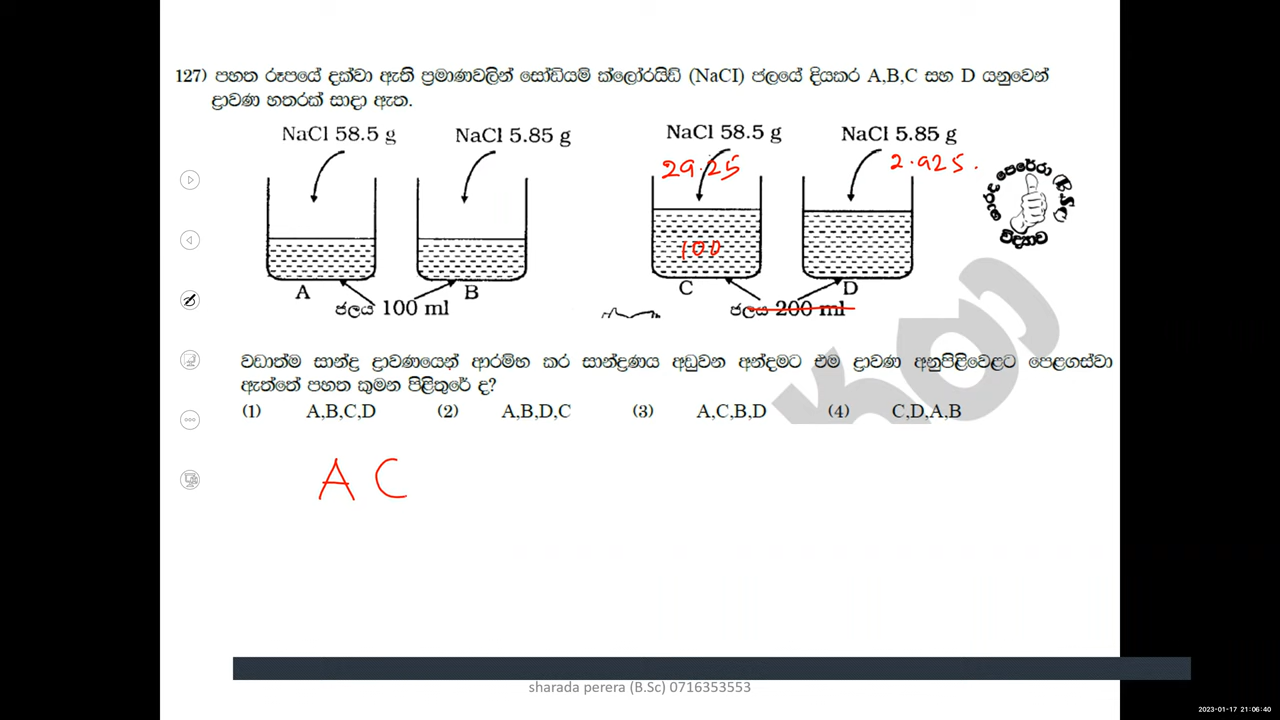 127) පහත රූපයේ දක්වා ඇති ප්‍රමාණවලින් සෝඩියම් ක්ලෝරයිඩ් (NaCI) ජලයේ දියකර A,B,C සහ D යනුවෙන්
ද්‍රාවණ හතරක් සාදා ඇත.
NaCl 58.5 g
NaCl 5.85 g
NaCl 58.5 g
NaCl 5.85 g
29.25
2.925.
100
A
B
C
D
ජලය 100 ml
ජලය 200 ml
ශාරද පෙරේරා (B.Sc)
විද්‍යාව
වඩාත්ම සාන්ද්‍ර ද්‍රාවණයෙන් ආරම්භ කර සාන්ද්‍රණය අඩුවන අන්දමට එම ද්‍රාවණ අනුපිළිවෙළට පෙළගස්වා
ඇත්තේ පහත කුමන පිළිතුරේ ද?
(1) A,B,C,D (2) A,B,D,C (3) A,C,B,D (4) C,D,A,B
A C
sharada perera (B.Sc) 0716353553
2023-01-17 21:06:40